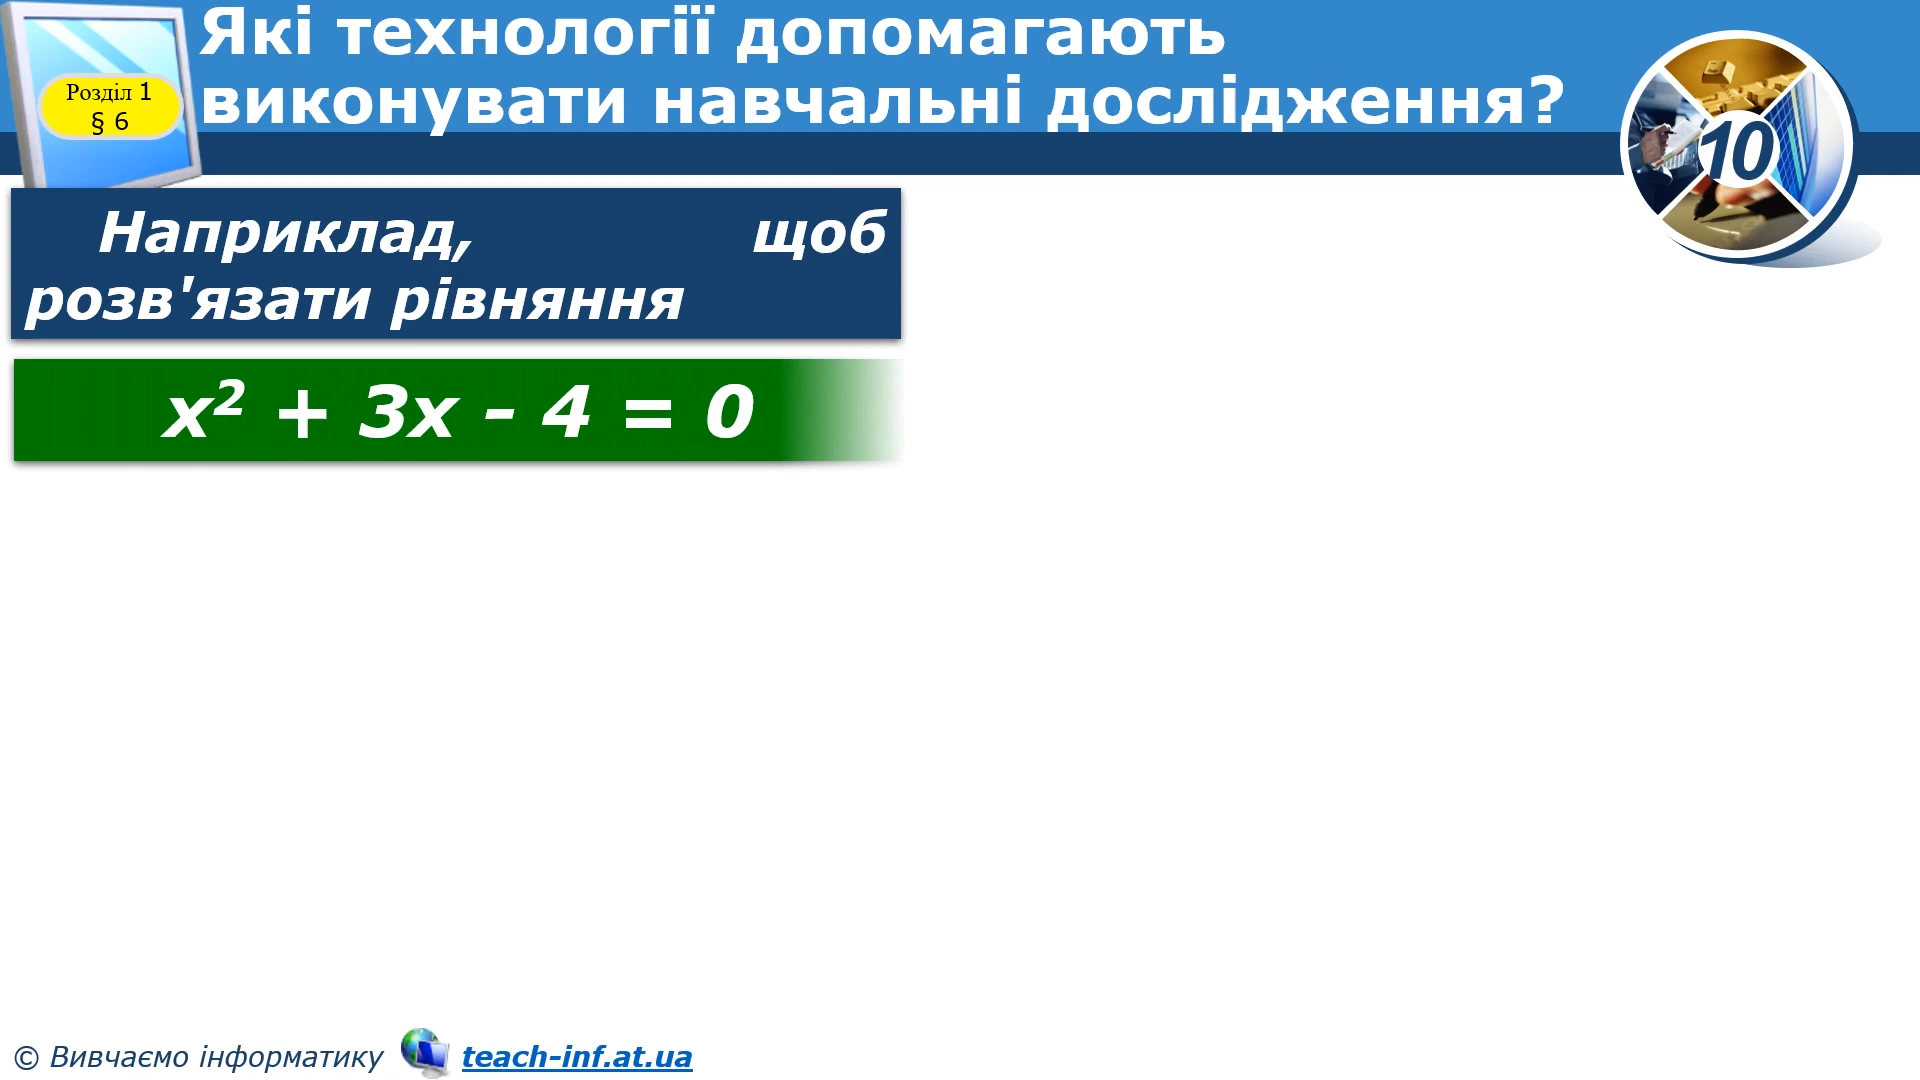 Які технології допомагають
виконувати навчальні дослідження?
Розділ 1
§ 6
10
Наприклад, щоб
розв'язати рівняння
x² + 3x – 4 = 0
© Вивчаємо інформатику teach-inf.at.ua